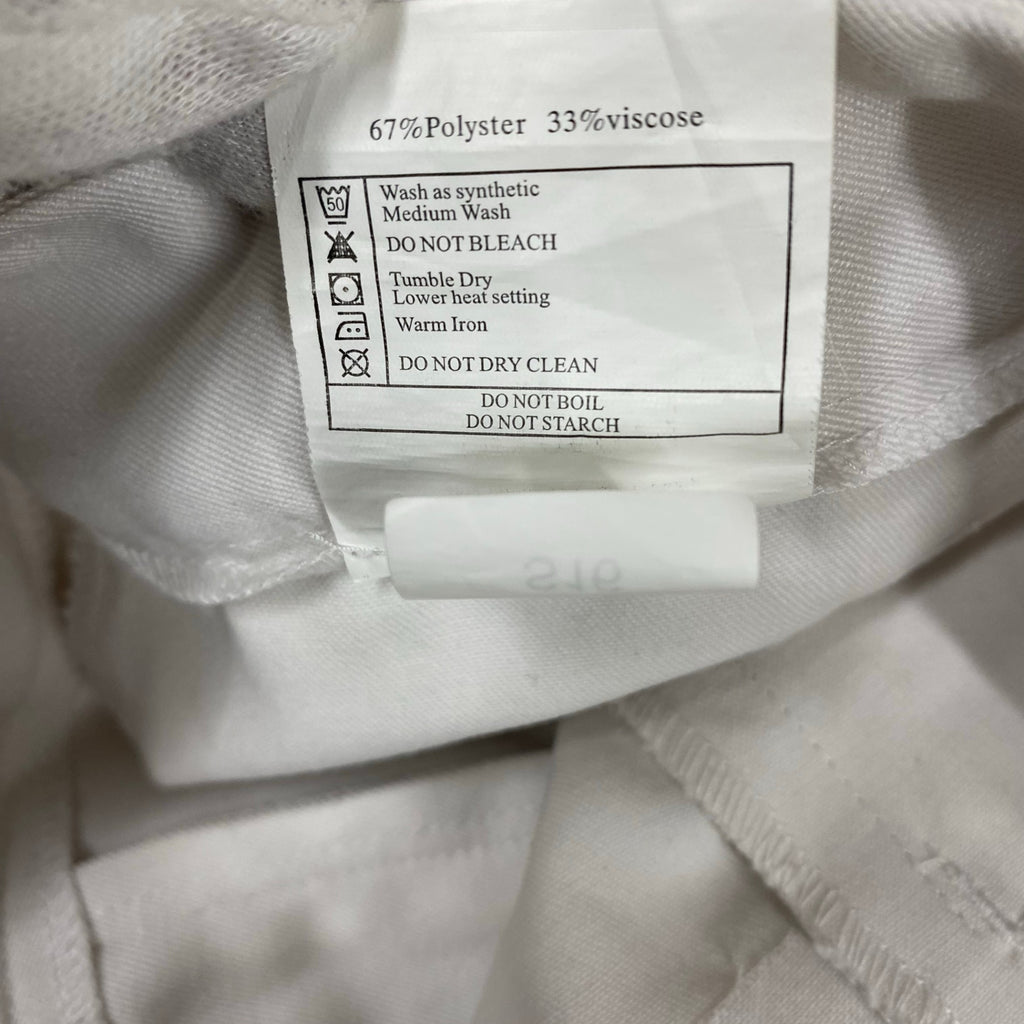 67%Polyster 33%viscose
50
Wash as synthetic
Medium Wash
DO NOT BLEACH
Tumble Dry
Lower heat setting
Warm Iron
DO NOT DRY CLEAN
DO NOT BOIL
DO NOT STARCH